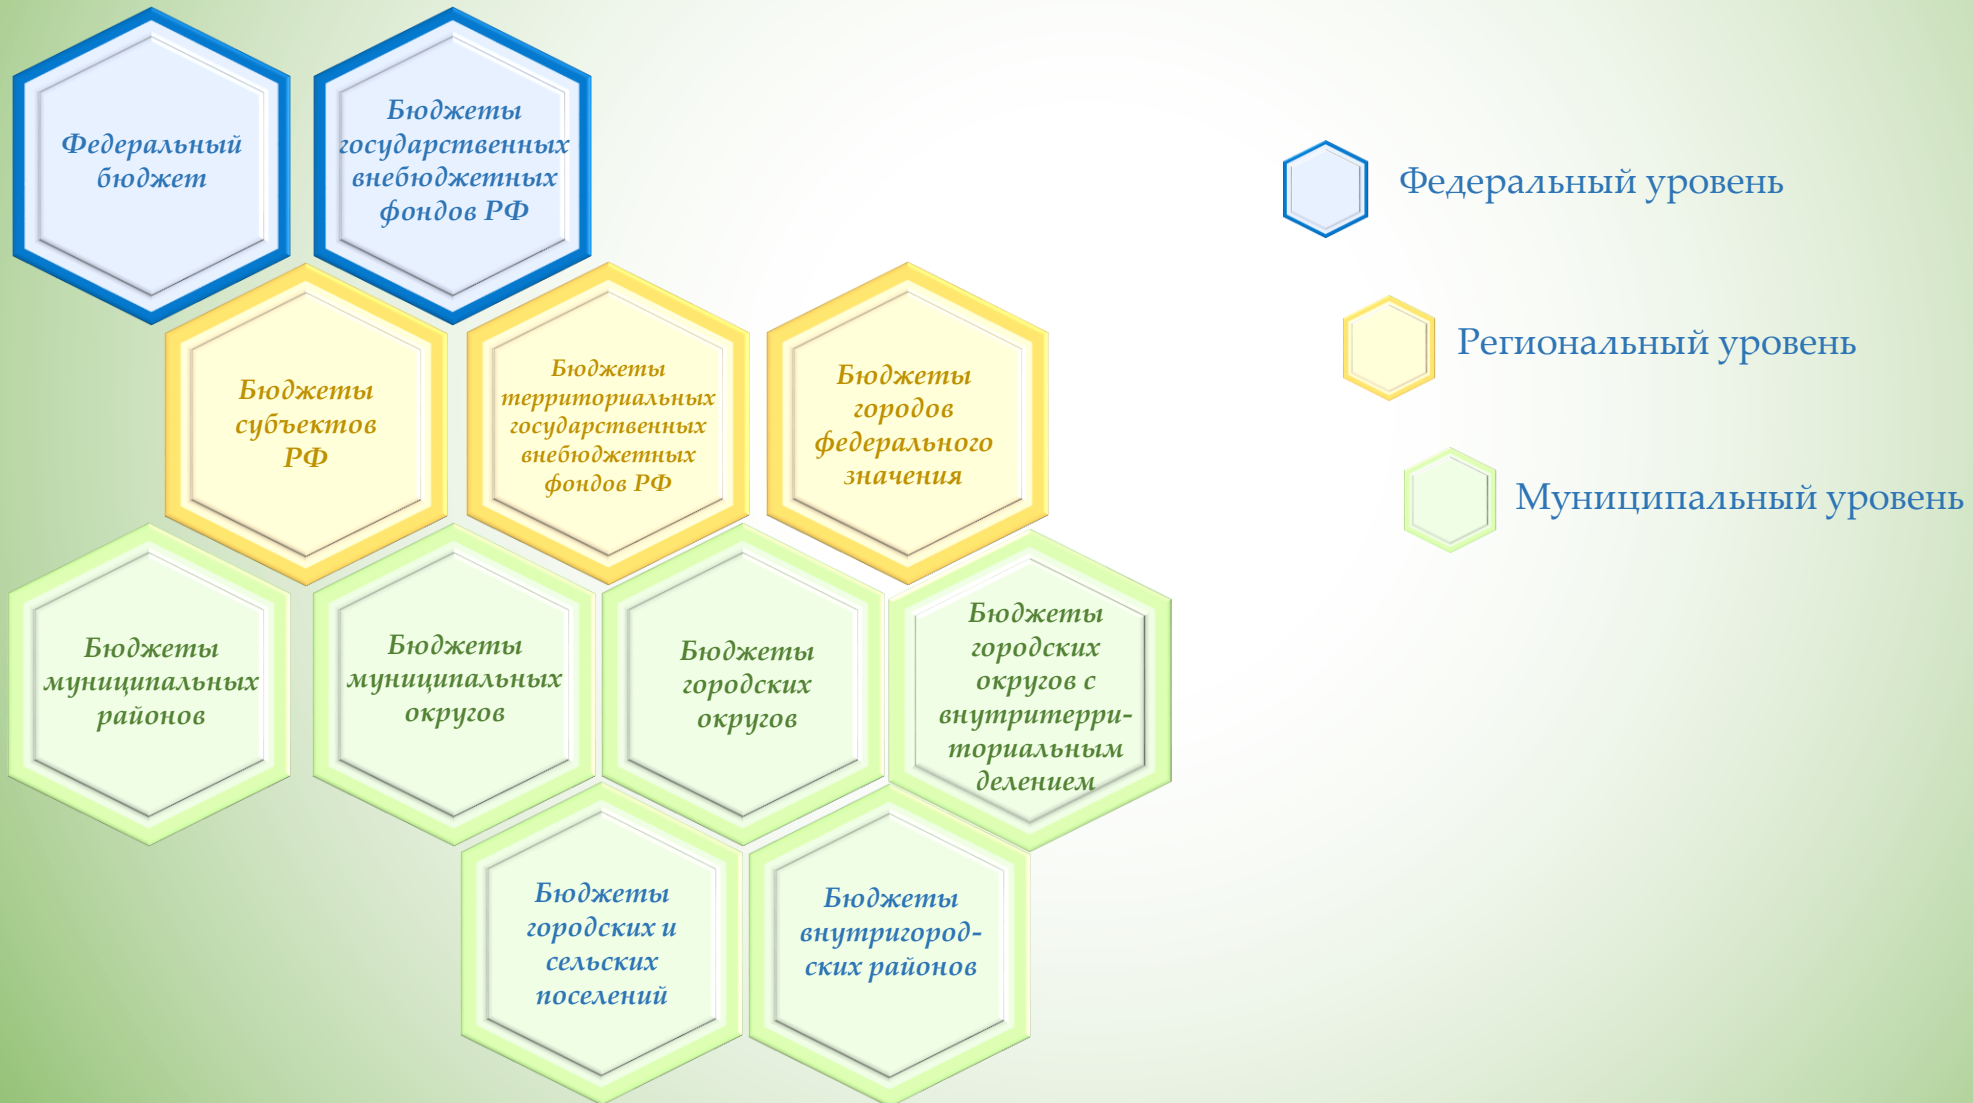 Федеральный
бюджет
Бюджеты
государственных
внебюджетных
фондов РФ
Федеральный уровень
Бюджеты
субъектов
РФ
Бюджеты
территориальных
государственных
внебюджетных
фондов РФ
Бюджеты
городов
федерального
значения
Региональный уровень
Муниципальный уровень
Бюджеты
муниципальных
районов
Бюджеты
муниципальных
округов
Бюджеты
городских
округов
Бюджеты
городских
округов с
внутритерри-
ториальным
делением
Бюджеты
городских и
сельских
поселений
Бюджеты
внутригород-
ских районов